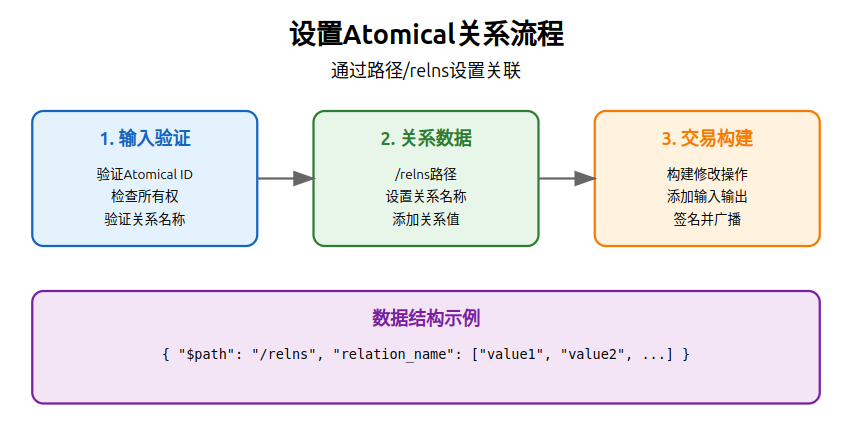 设置Atomical关系流程
通过路径/relns设置关联
1. 输入验证
验证Atomical ID
检查所有权
验证关系名称
2. 关系数据
/relns路径
设置关系名称
添加关系值
3. 交易构建
构建修改操作
添加输入输出
签名并广播
数据结构示例
{ "$path": "/relns", "relation_name": ["value1", "value2", ...] }